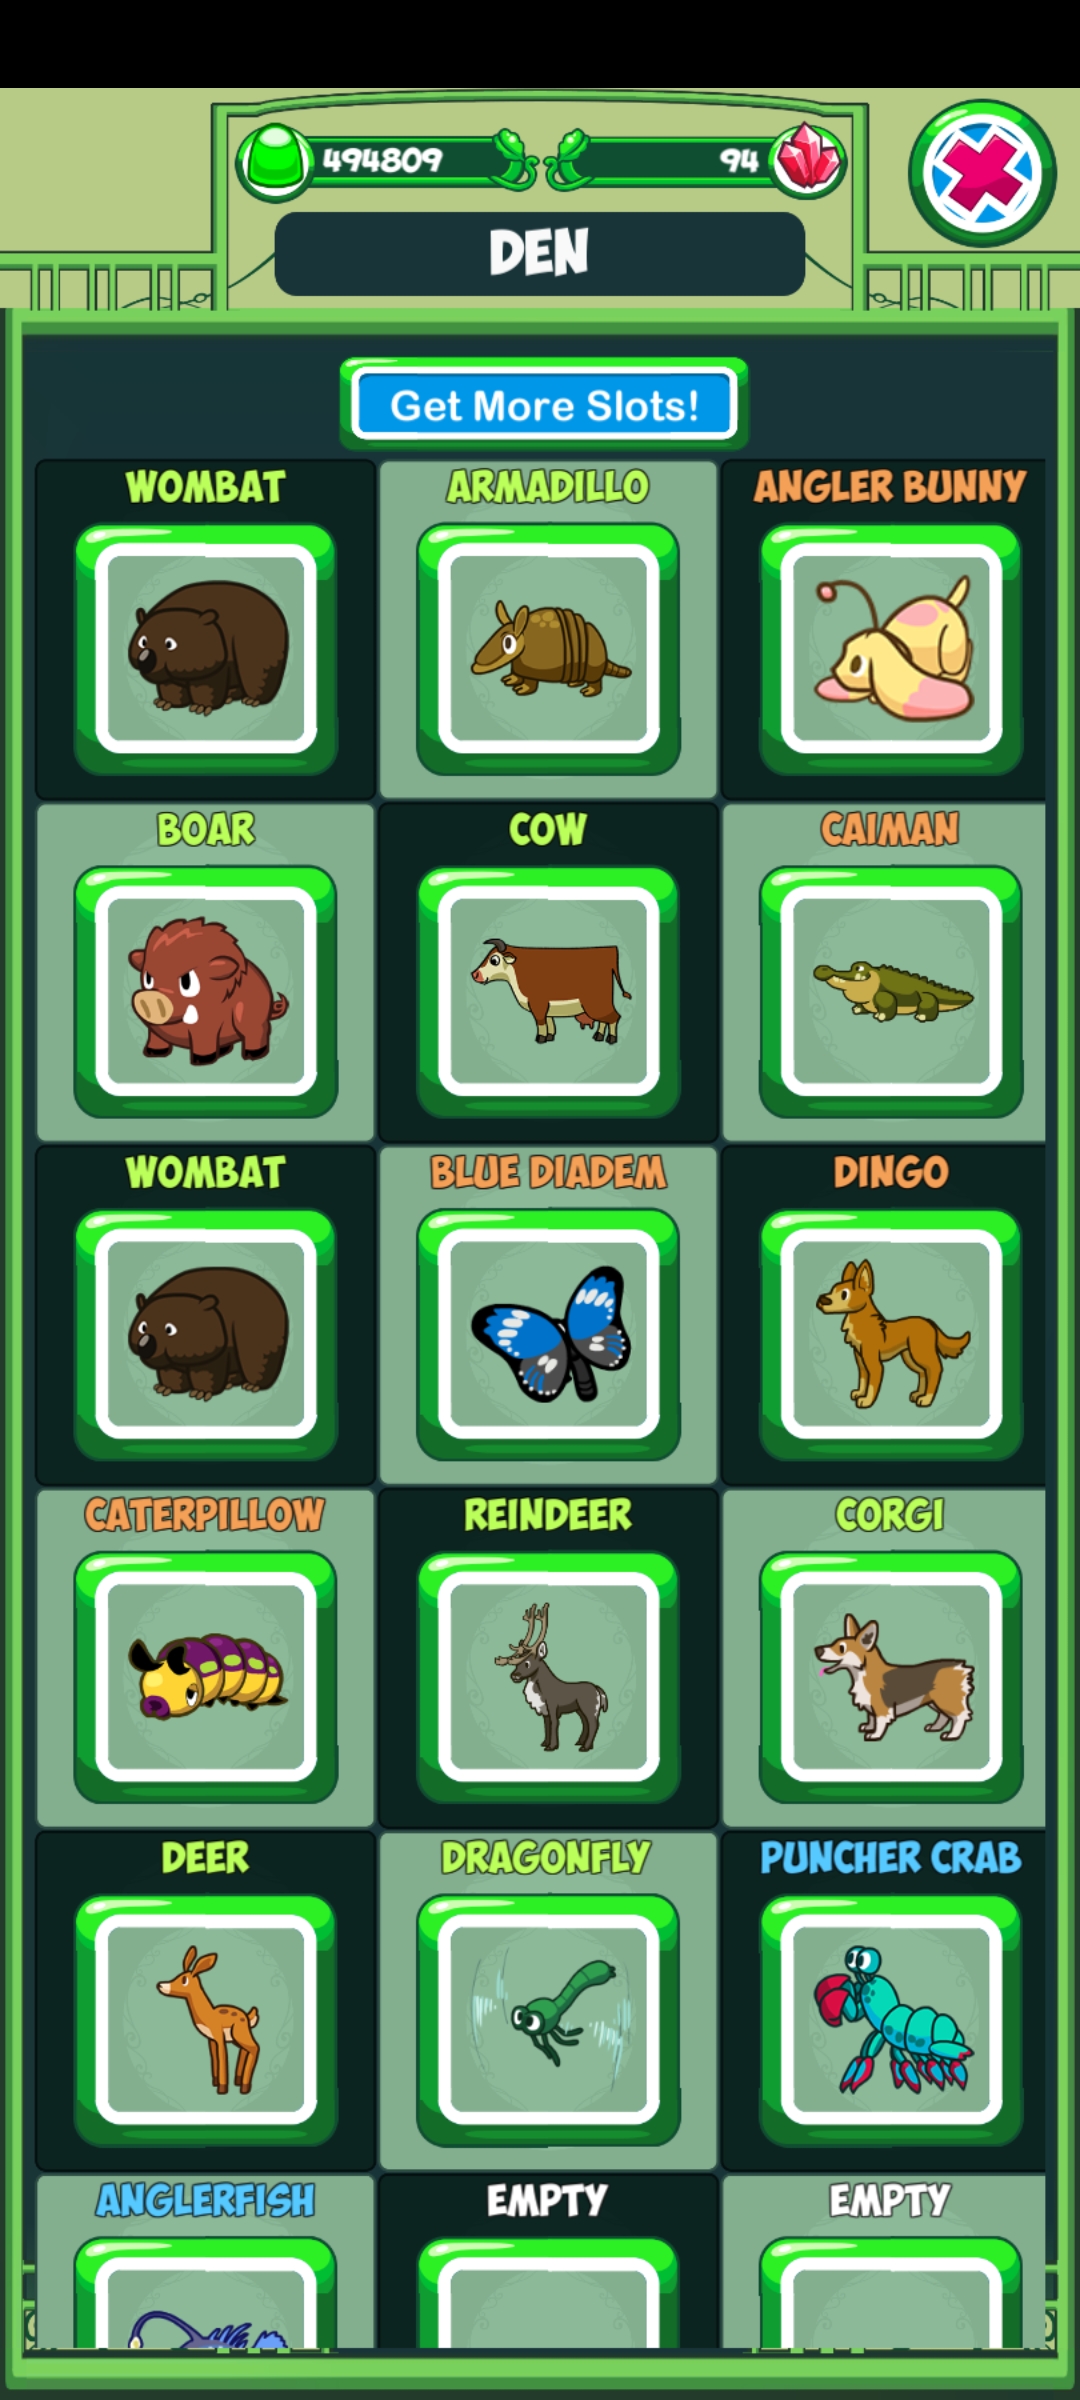 494809 94
DEN
Get More Slots!
WOMBAT ARMADILLO ANGLER BUNNY
BOAR COW CAIMAN
WOMBAT BLUE DIADEM DINGO
CATERPILLOW REINDEER CORGI
DEER DRAGONFLY PUNCHER CRAB
ANGLERFISH EMPTY EMPTY